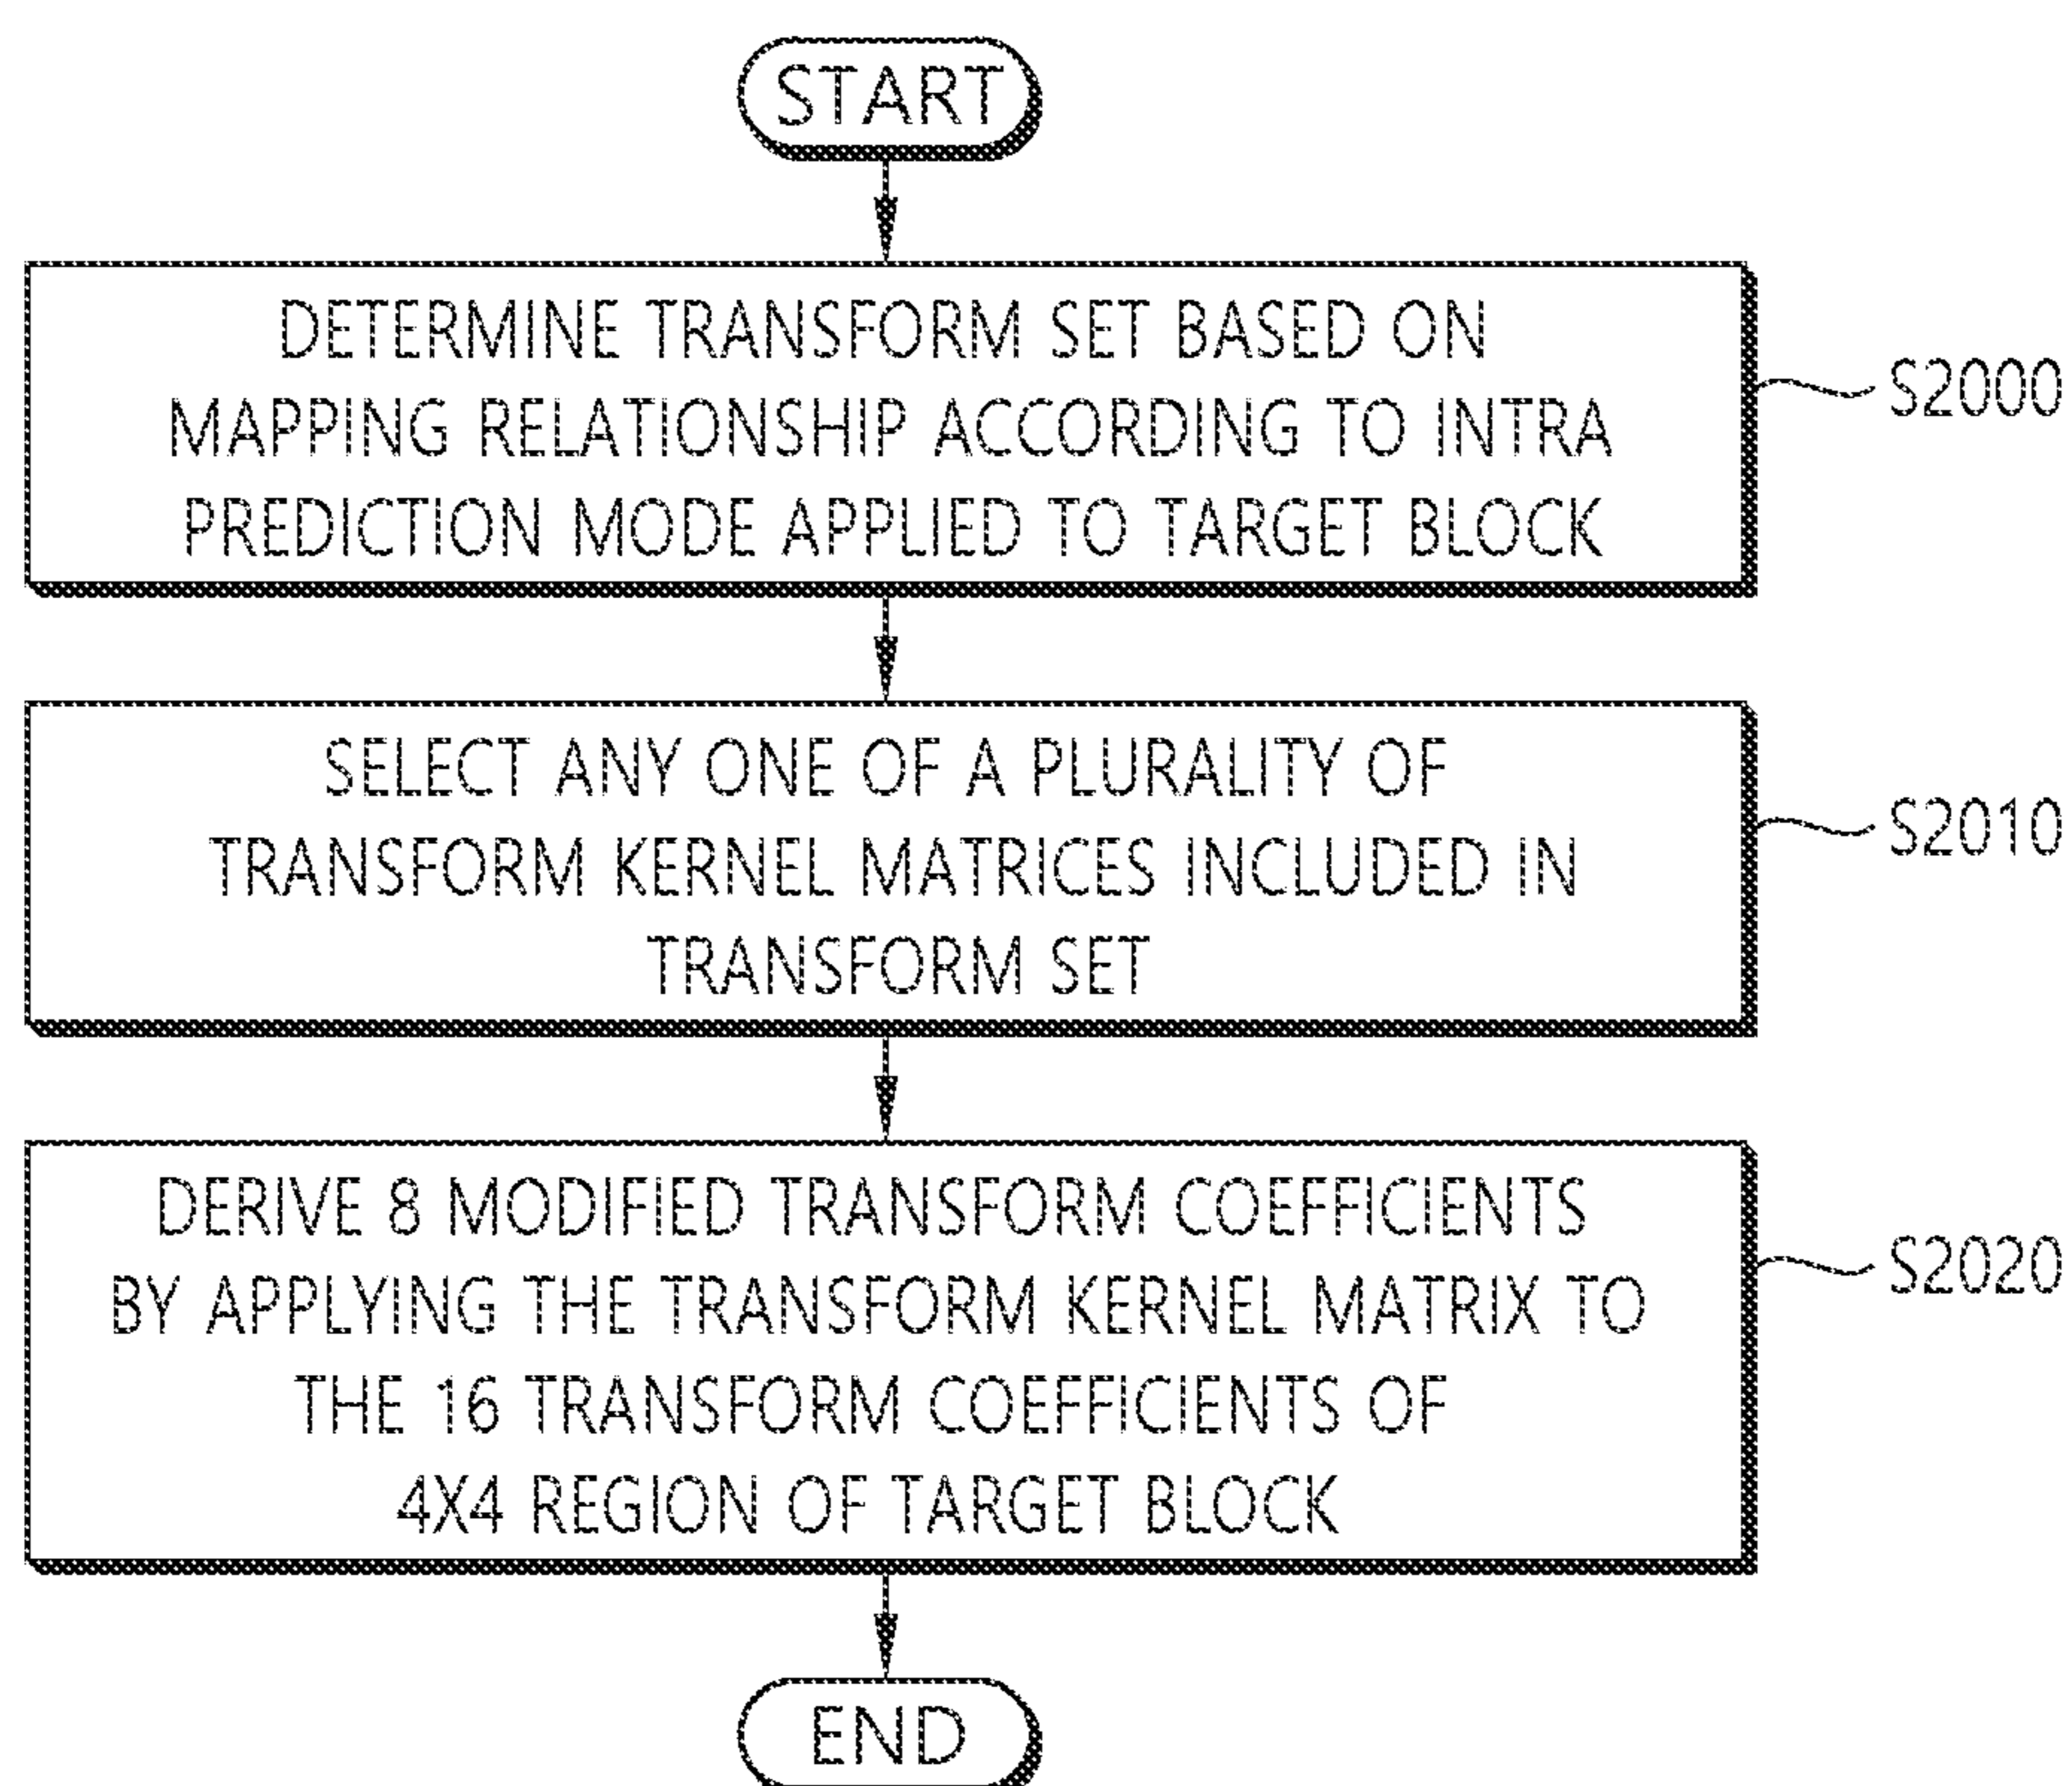 START
DETERMINE TRANSFORM SET BASED ON
MAPPING RELATIONSHIP ACCORDING TO INTRA
PREDICTION MODE APPLIED TO TARGET BLOCK
S2000
SELECT ANY ONE OF A PLURALITY OF
TRANSFORM KERNEL MATRICES INCLUDED IN
TRANSFORM SET
S2010
DERIVE 8 MODIFIED TRANSFORM COEFFICIENTS
BY APPLYING THE TRANSFORM KERNEL MATRIX TO
THE 16 TRANSFORM COEFFICIENTS OF
4X4 REGION OF TARGET BLOCK
S2020
END